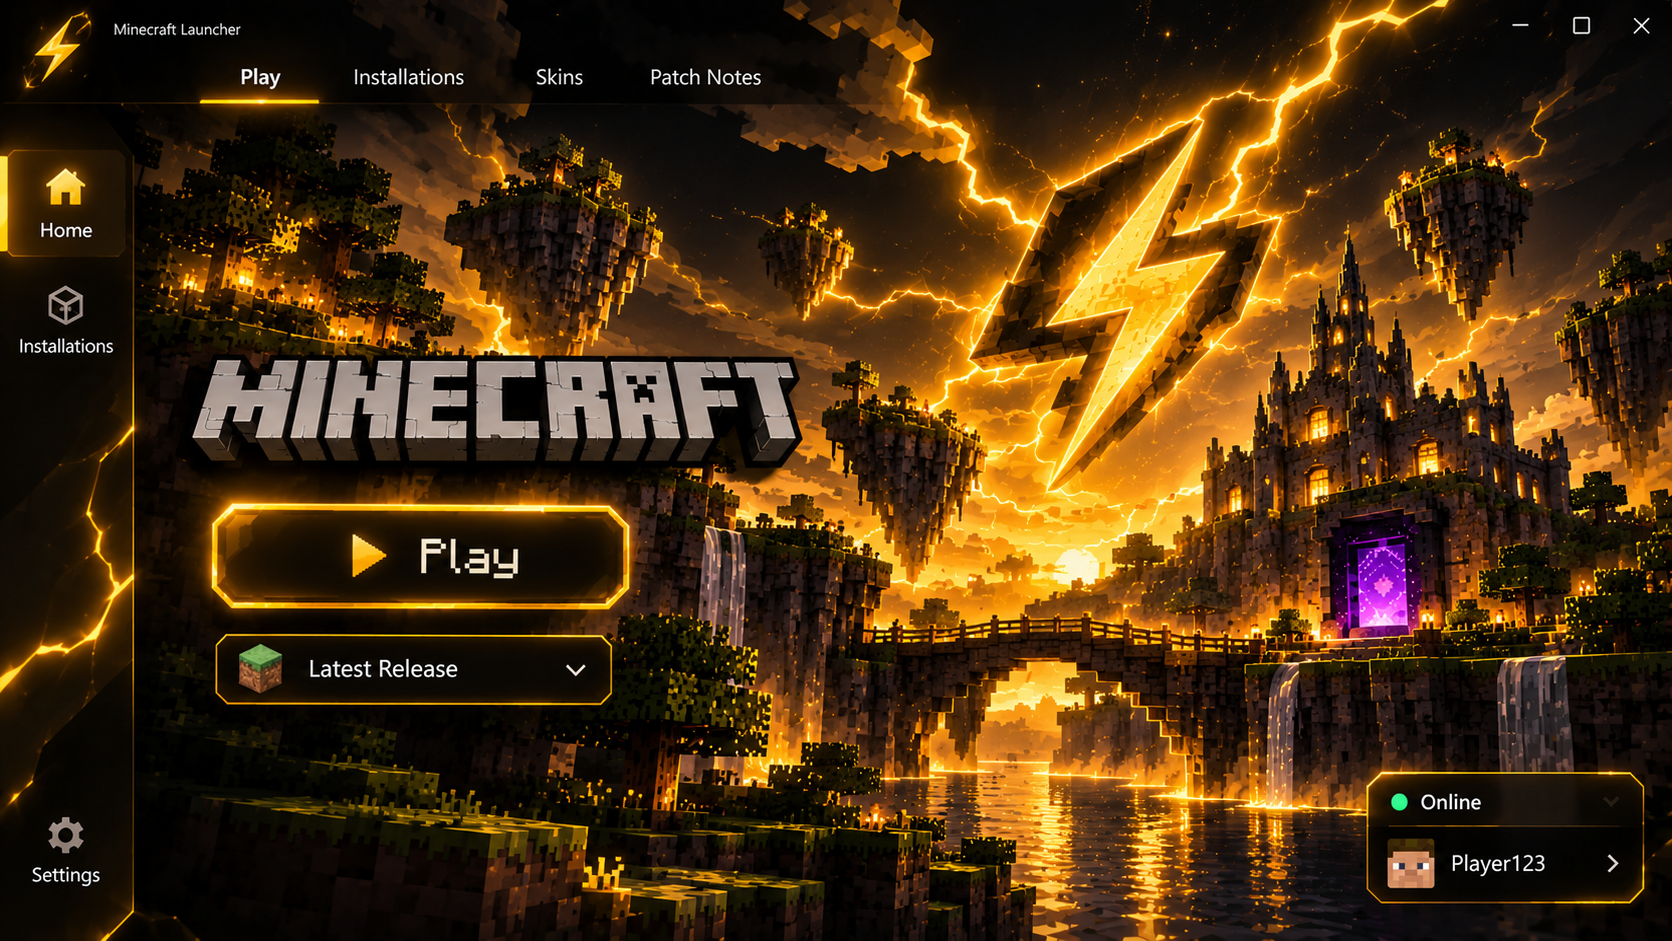 Minecraft Launcher
Play
Installations
Skins
Patch Notes
Home
Installations
MINECRAFT
Play
Latest Release
Online
Player123
Settings